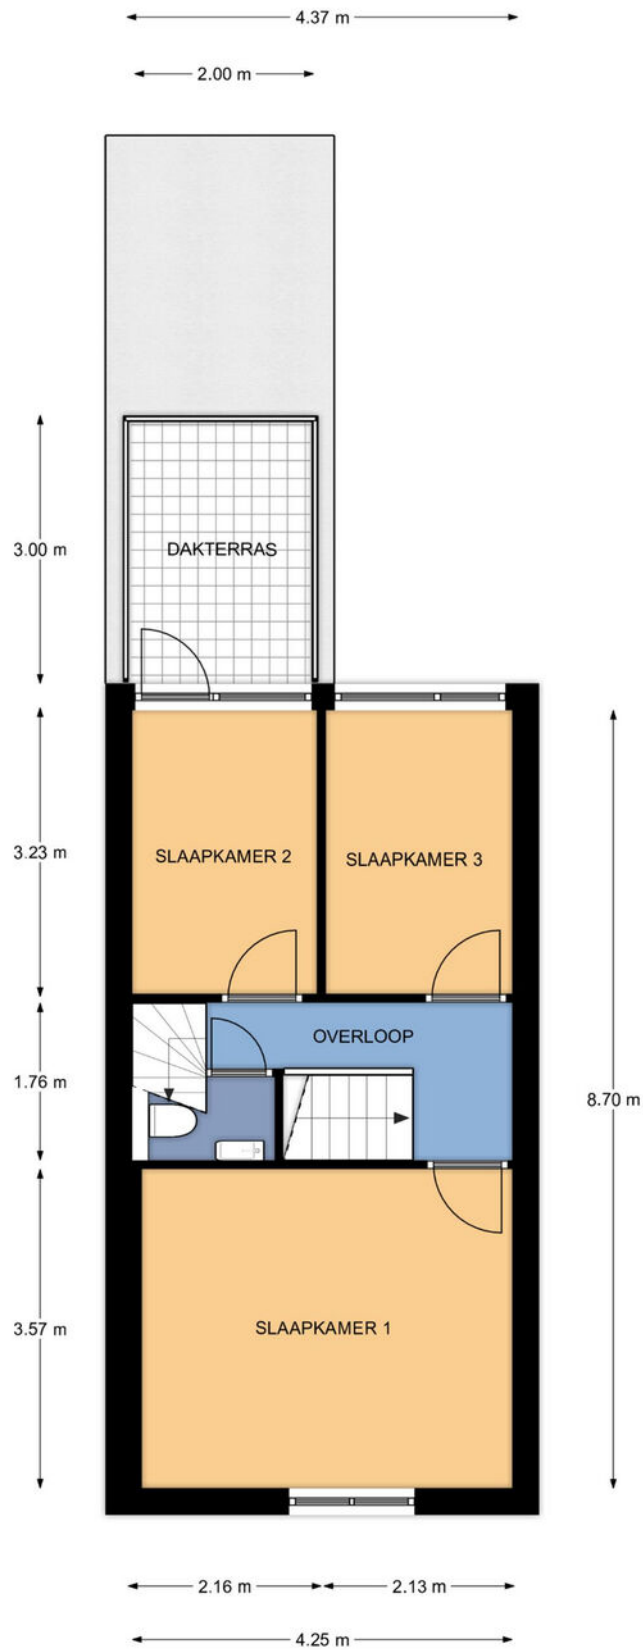 4.37 m
2.00 m
3.00 m
DAKTERRAS
3.23 m
SLAAPKAMER 2
SLAAPKAMER 3
OVERLOOP
1.76 m
8.70 m
3.57 m
SLAAPKAMER 1
2.16 m
2.13 m
4.25 m